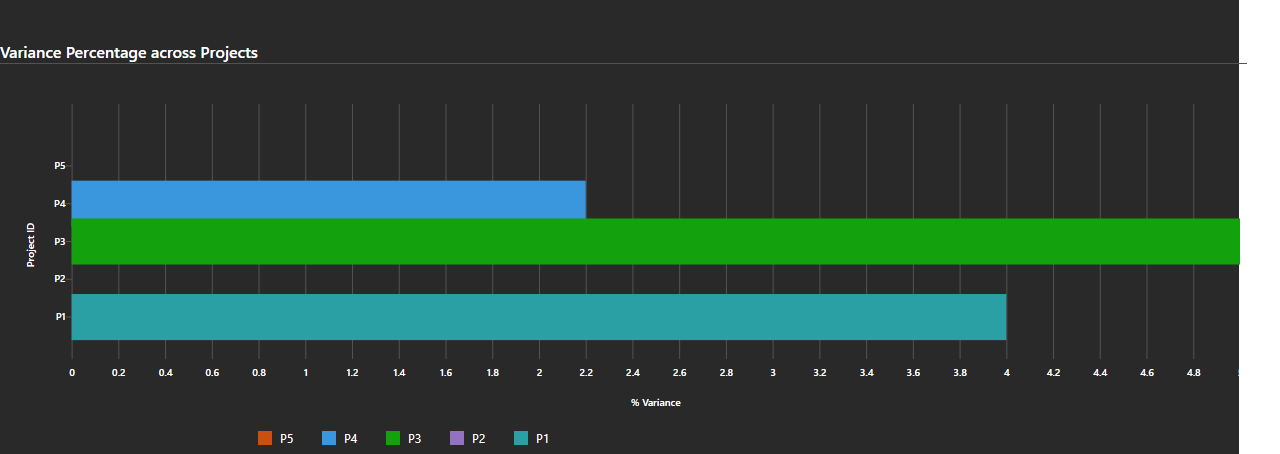 Variance Percentage across Projects
P5
P4
P3
P2
P1
Project ID
0 0.2 0.4 0.6 0.8 1 1.2 1.4 1.6 1.8 2 2.2 2.4 2.6 2.8 3 3.2 3.4 3.6 3.8 4 4.2 4.4 4.6 4.8
% Variance
P5 P4 P3 P2 P1